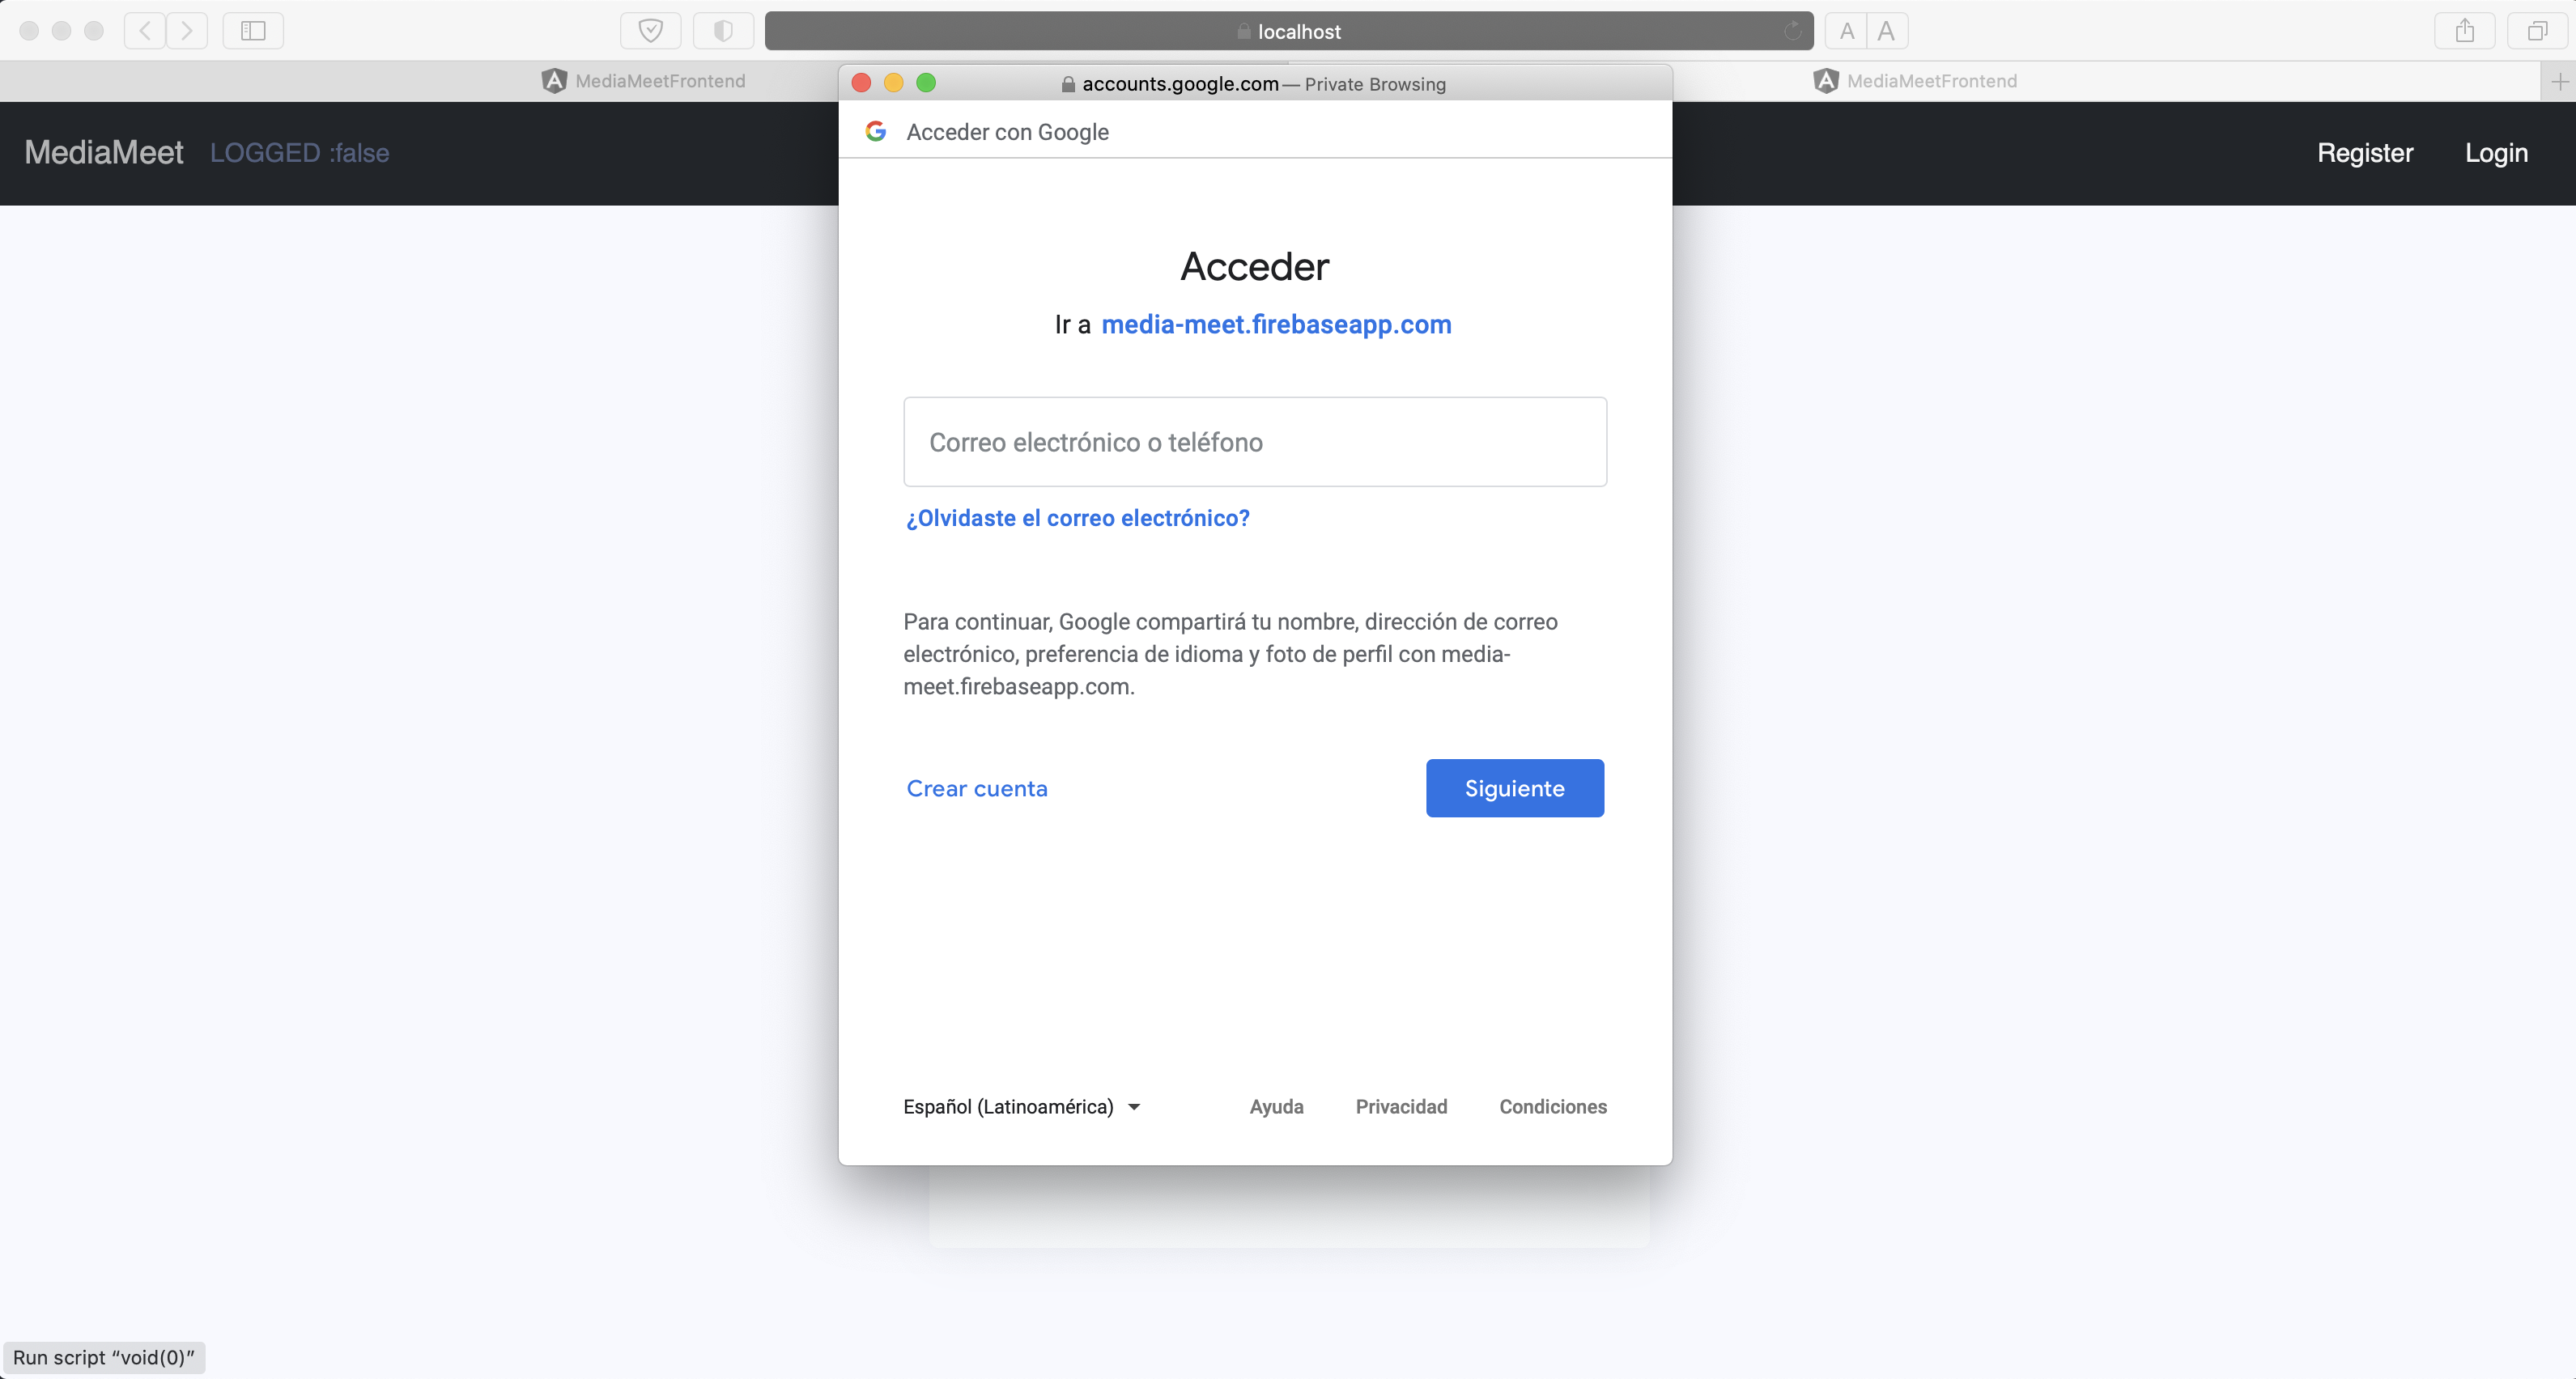 localhost
A A
MediaMeetFrontend
MediaMeetFrontend
accounts.google.com — Private Browsing
MediaMeet LOGGED :false
Register Login
Acceder con Google
Acceder
Ir a media-meet.firebaseapp.com
Correo electrónico o teléfono
¿Olvidaste el correo electrónico?
Para continuar, Google compartirá tu nombre, dirección de correo
electrónico, preferencia de idioma y foto de perfil con media-
meet.firebaseapp.com.
Crear cuenta
Siguiente
Español (Latinoamérica)
Ayuda Privacidad Condiciones
Run script “void(0)”